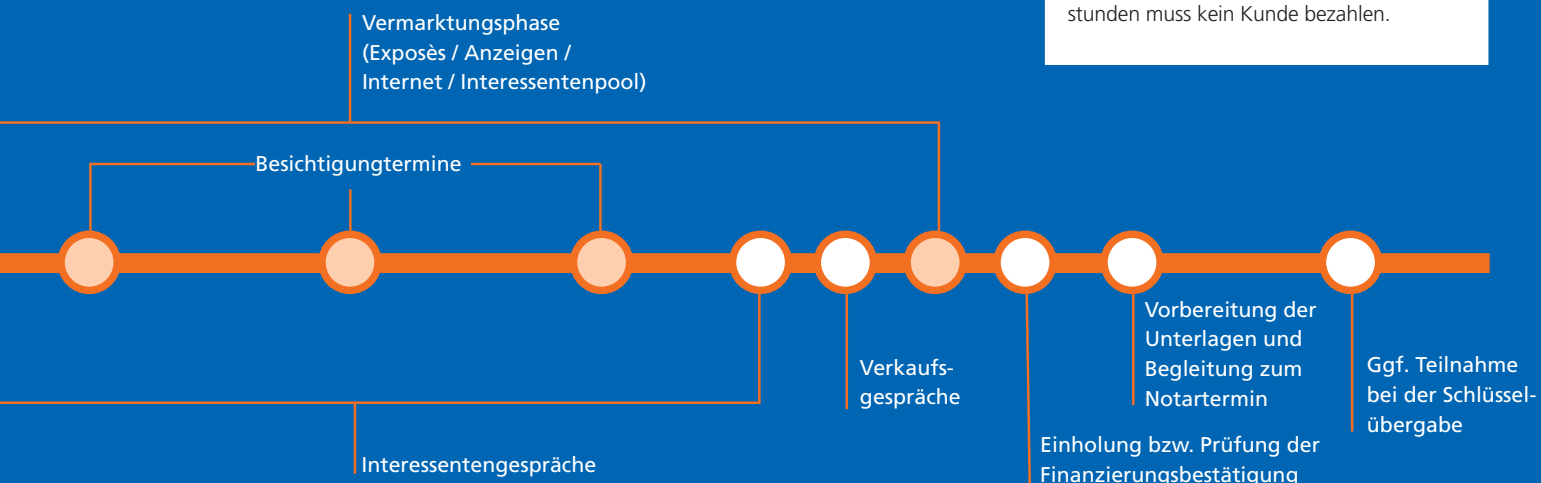 stunden muss kein Kunde bezahlen.
Vermarktungsphase
(Exposès / Anzeigen /
Internet / Interessentenpool)
Besichtigungtermine
Verkaufs-
gespräche
Vorbereitung der
Unterlagen und
Begleitung zum
Notartermin
Ggf. Teilnahme
bei der Schlüssel-
übergabe
Interessentengespräche
Einholung bzw. Prüfung der
Finanzierungsbestätigung